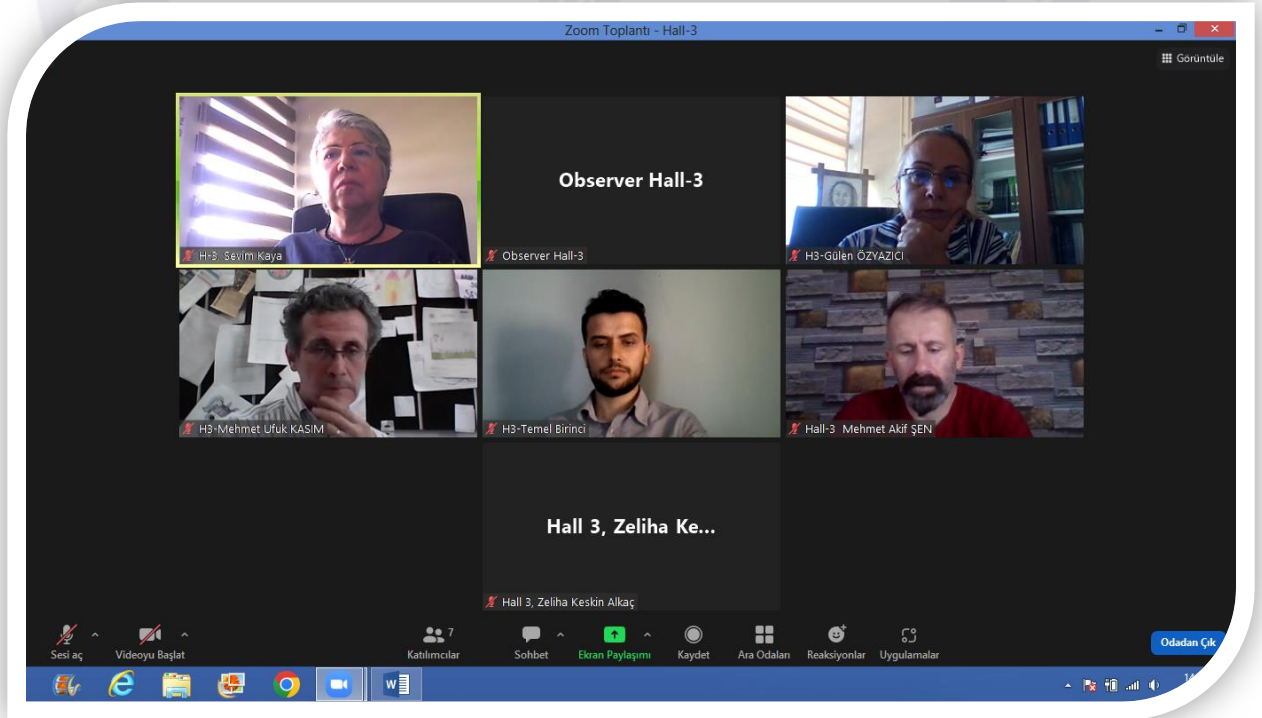 Zoom Toplantı - Hall-3
Görüntüle
Observer Hall-3
H-3, Sevim Kaya
Observer Hall-3
H3-Gülen ÖZYAZICI
H3-Mehmet Ufuk KASIM
H3-Temel Birinci
Hall-3 Mehmet Akif ŞEN
Hall 3, Zeliha Ke...
Hall 3, Zeliha Keskin Alkaç
7
Sesi aç
Videoyu Başlat
Katılımcılar
Sohbet
Ekran Paylaşımı
Kaydet
Ara Odaları
Reaksiyonlar
Uygulamalar
Odadan Çık